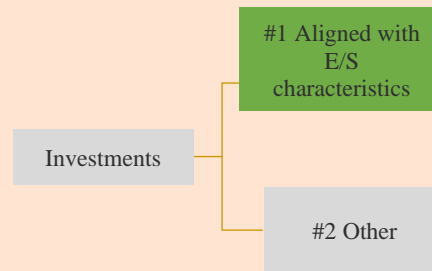 #1 Aligned with
E/S
characteristics
Investments
#2 Other